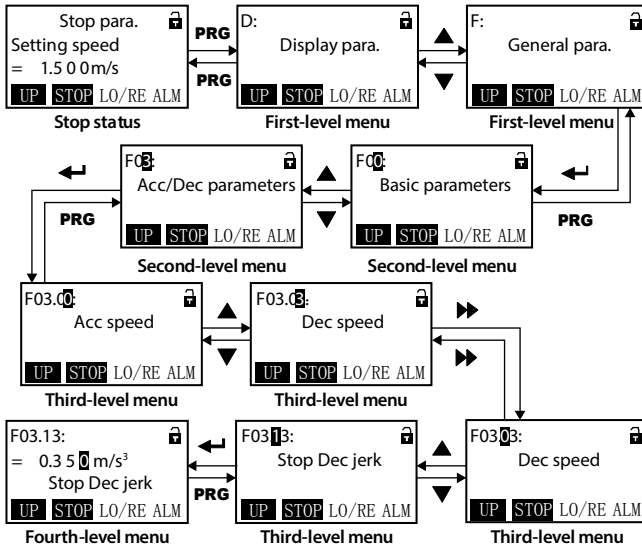 Stop para.
Setting speed
= 1.5 0 0m/s
UP STOP LO/RE ALM
Stop status
PRG
PRG
D:
Display para.
UP STOP LO/RE ALM
First-level menu
F:
General para.
UP STOP LO/RE ALM
First-level menu
PRG
F03:
Acc/Dec parameters
UP STOP LO/RE ALM
Second-level menu
F00:
Basic parameters
UP STOP LO/RE ALM
Second-level menu
PRG
F03.00:
Acc speed
UP STOP LO/RE ALM
Third-level menu
F03.03:
Dec speed
UP STOP LO/RE ALM
Third-level menu
F03.13:
= 0.3 5 0 m/s³
Stop Dec jerk
UP STOP LO/RE ALM
Fourth-level menu
PRG
F03.13:
Stop Dec jerk
UP STOP LO/RE ALM
Third-level menu
F03.03:
Dec speed
UP STOP LO/RE ALM
Third-level menu